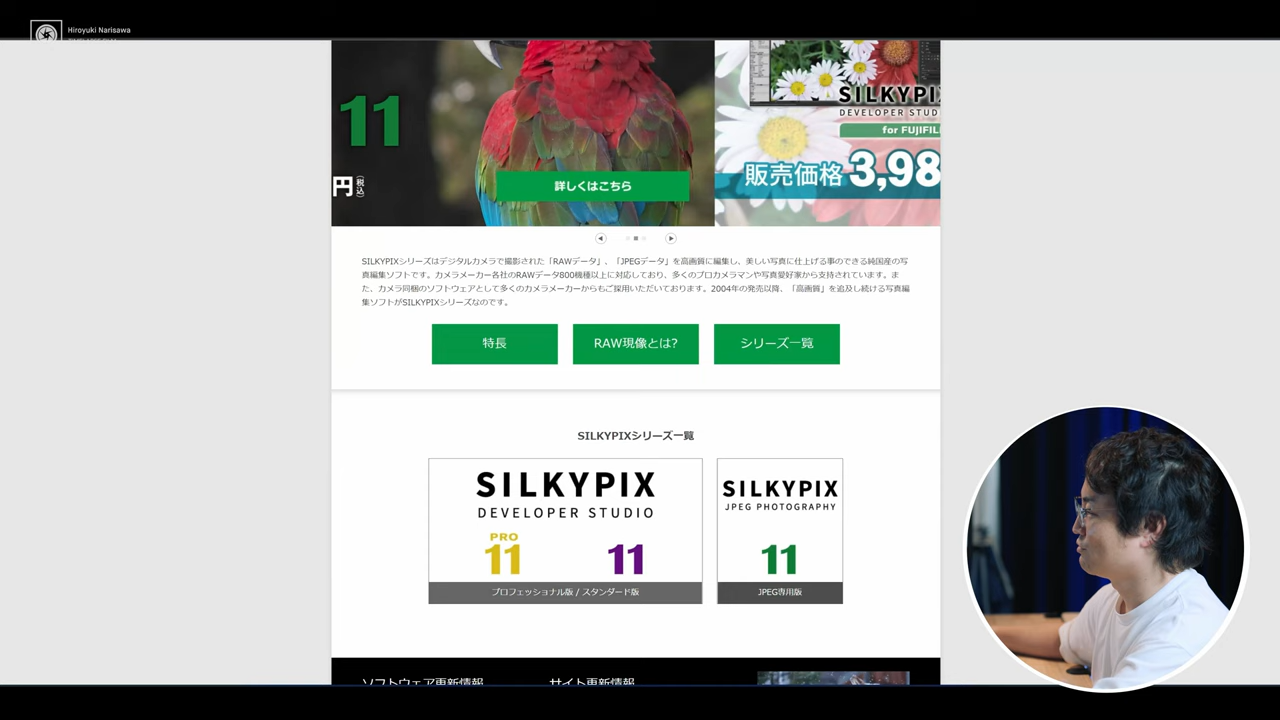 Hiroyuki Narisawa
11
円(税込)
詳しくはこちら
SILKYPI
DEVELOPER STUD
for FUJIFIL
販売価格 3,98
SILKYPIXシリーズはデジタルカメラで撮影された「RAWデータ」、「JPEGデータ」を高画質に編集し、美しい写真に仕上げる事のできる純国産の写
真編集ソフトです。カメラメーカー各社のRAWデータ800機種以上に対応しており、多くのプロカメラマンや写真愛好家から支持されています。ま
た、カメラ同梱のソフトウェアとして多くのカメラメーカーからもご採用いただいております。2004年の発売以降、「高画質」を追及し続ける写真編
集ソフトがSILKYPIXシリーズなのです。
特長
RAW現像とは?
シリーズ一覧
SILKYPIXシリーズ一覧
SILKYPIX
DEVELOPER STUDIO
PRO
11
11
プロフェッショナル版 / スタンダード版
SILKYPIX
JPEG PHOTOGRAPHY
11
JPEG専用版
ソフトウェア更新情報
サイト更新情報